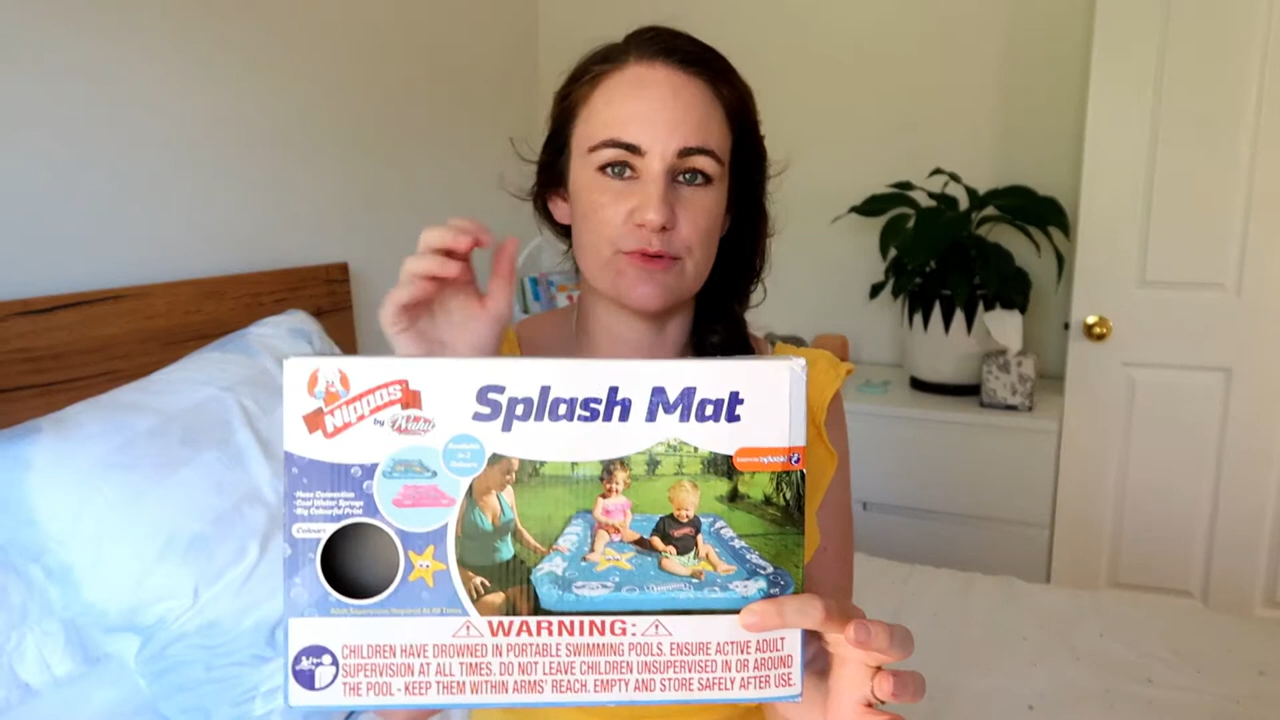 Nippas
by Wahu
Splash Mat
Available
in 2
Colours
• Hose Connection
• Cool Water Sprays
• Big Colourful Print
Colour:
Adult Supervision Required At All Times
WARNING:
CHILDREN HAVE DROWNED IN PORTABLE SWIMMING POOLS. ENSURE ACTIVE ADULT
SUPERVISION AT ALL TIMES. DO NOT LEAVE CHILDREN UNSUPERVISED IN OR AROUND
THE POOL - KEEP THEM WITHIN ARMS' REACH. EMPTY AND STORE SAFELY AFTER USE.